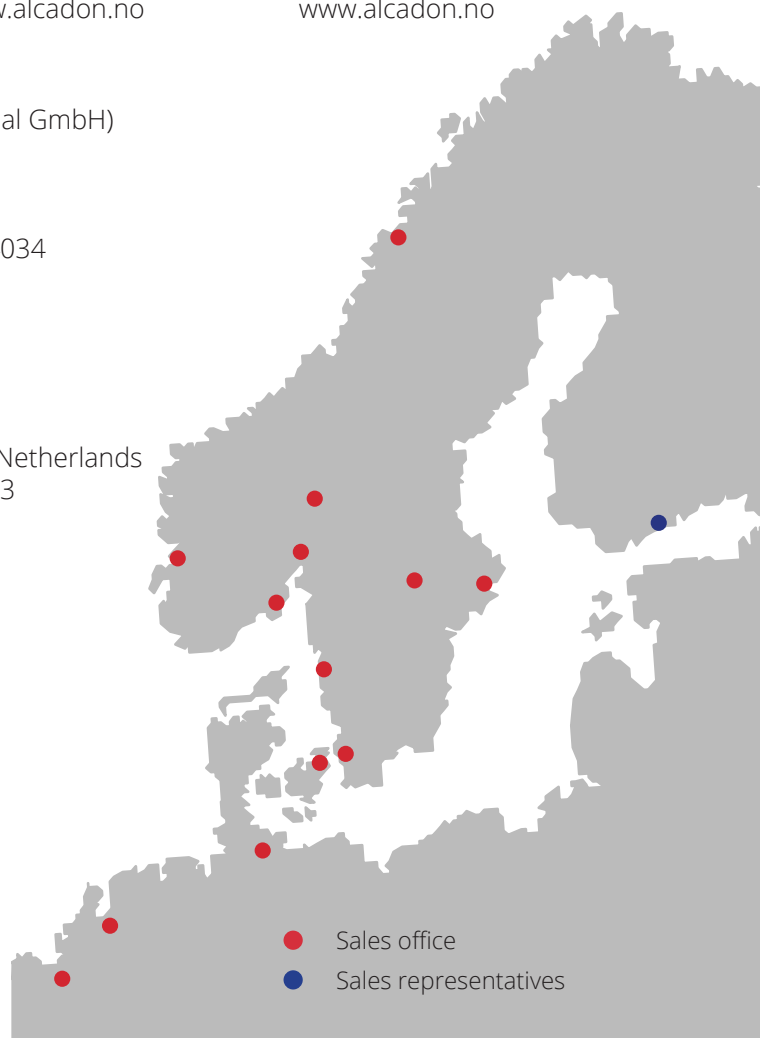 w.alcadon.no
www.alcadon.no
al GmbH)
034
Netherlands
3
Sales office
Sales representatives